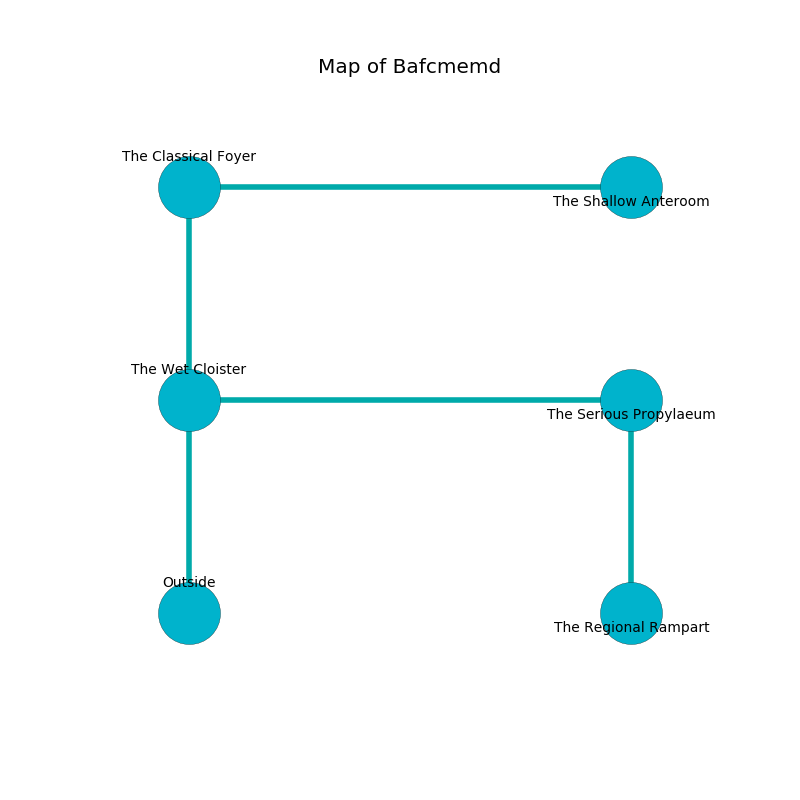 Map of Bafcmemd
The Classical Foyer
The Shallow Anteroom
The Wet Cloister
The Serious Propylaeum
Outside
The Regional Rampart